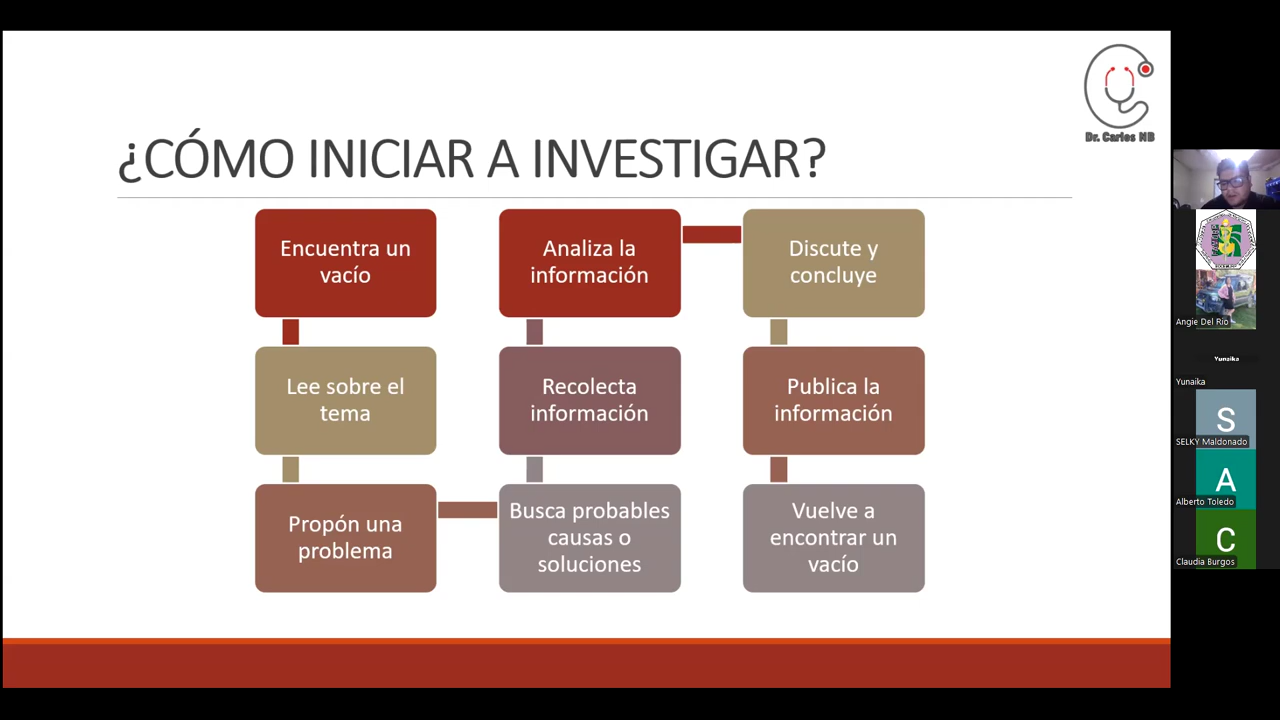 Dr. Carlos NB
¿CÓMO INICIAR A INVESTIGAR?
Encuentra un
vacío
Lee sobre el
tema
Propón una
problema
Busca probables
causas o
soluciones
Recolecta
información
Analiza la
información
Discute y
concluye
Publica la
información
Vuelve a
encontrar un
vacío
Angie Del Río
Yunaika
Yunaika
S
SELKY Maldonado
A
Alberto Toledo
C
Claudia Burgos